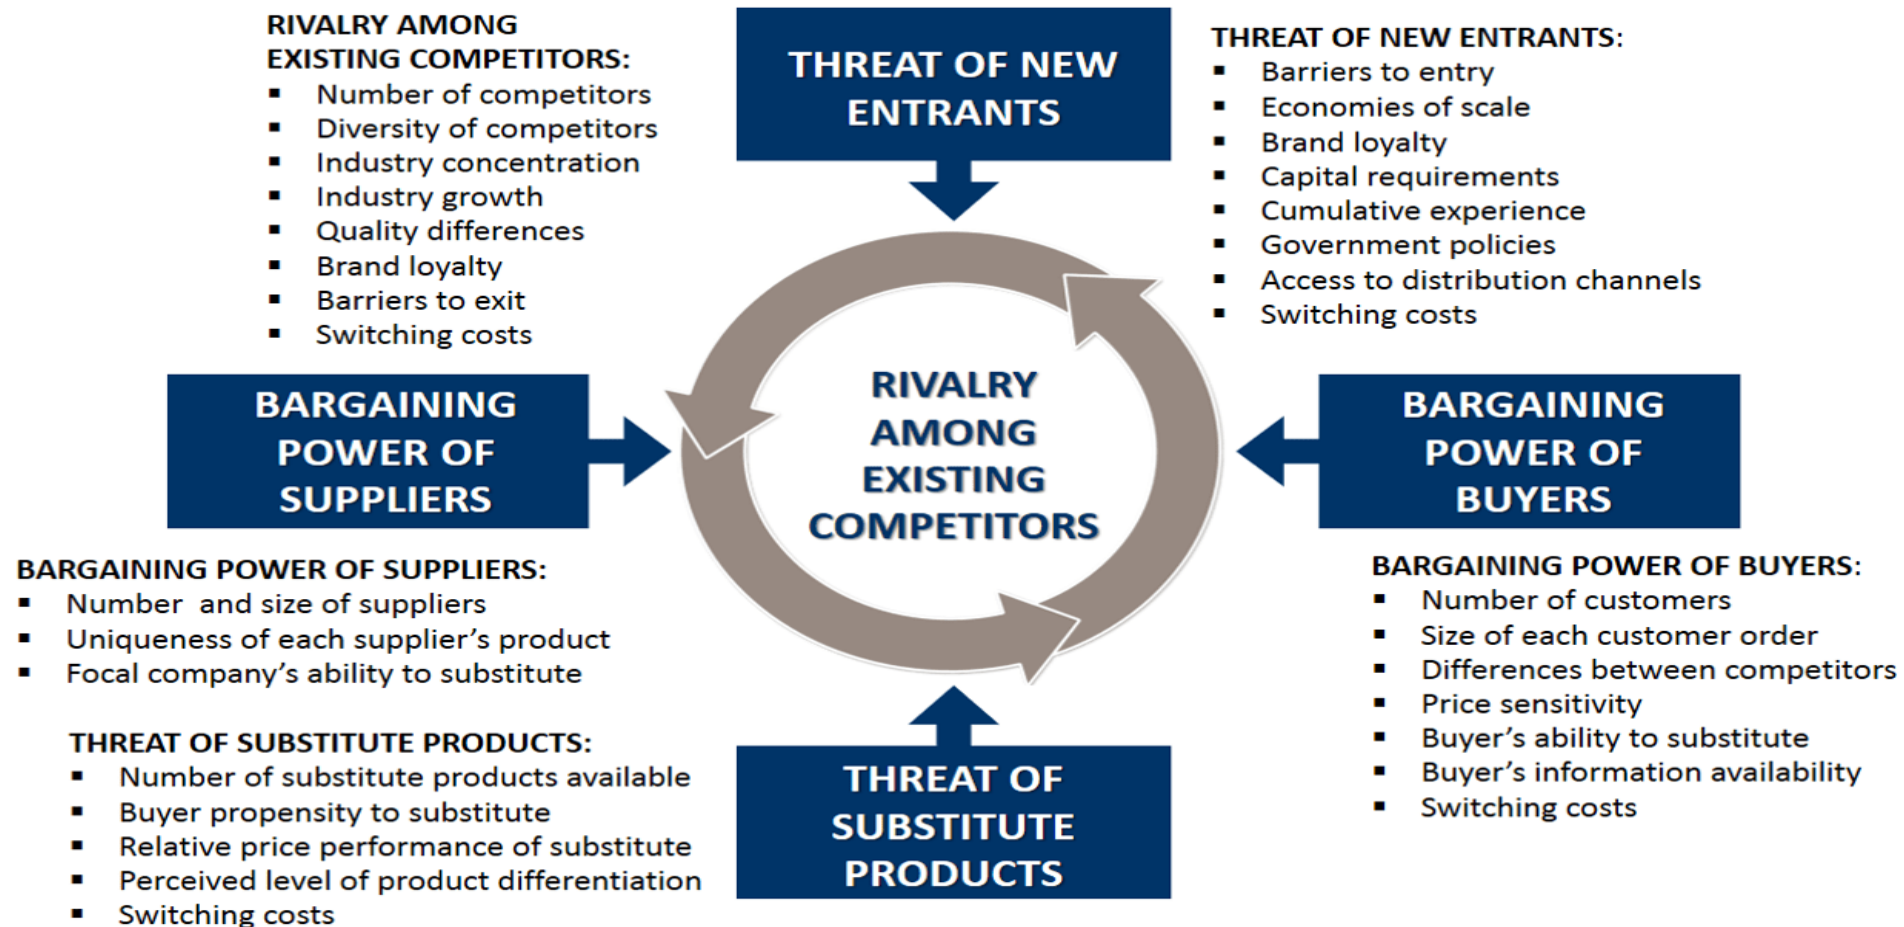 RIVALRY AMONG
EXISTING COMPETITORS:
▪ Number of competitors
▪ Diversity of competitors
▪ Industry concentration
▪ Industry growth
▪ Quality differences
▪ Brand loyalty
▪ Barriers to exit
▪ Switching costs
THREAT OF NEW
ENTRANTS
THREAT OF NEW ENTRANTS:
▪ Barriers to entry
▪ Economies of scale
▪ Brand loyalty
▪ Capital requirements
▪ Cumulative experience
▪ Government policies
▪ Access to distribution channels
▪ Switching costs
BARGAINING
POWER OF
SUPPLIERS
RIVALRY
AMONG
EXISTING
COMPETITORS
BARGAINING
POWER OF
BUYERS
BARGAINING POWER OF SUPPLIERS:
▪ Number and size of suppliers
▪ Uniqueness of each supplier’s product
▪ Focal company’s ability to substitute
BARGAINING POWER OF BUYERS:
▪ Number of customers
▪ Size of each customer order
▪ Differences between competitors
▪ Price sensitivity
▪ Buyer’s ability to substitute
▪ Buyer’s information availability
▪ Switching costs
THREAT OF SUBSTITUTE PRODUCTS:
▪ Number of substitute products available
▪ Buyer propensity to substitute
▪ Relative price performance of substitute
▪ Perceived level of product differentiation
▪ Switching costs
THREAT OF
SUBSTITUTE
PRODUCTS